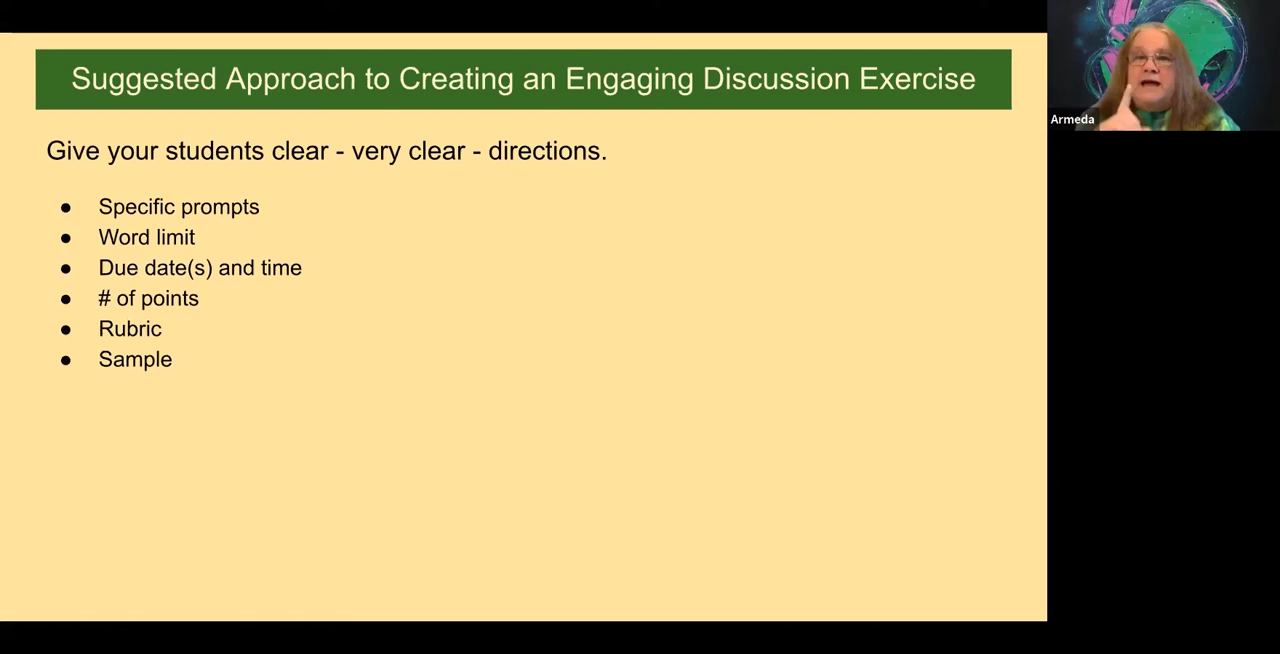 Suggested Approach to Creating an Engaging Discussion Exercise
Armeda
Give your students clear - very clear - directions.
● Specific prompts
● Word limit
● Due date(s) and time
● # of points
● Rubric
● Sample